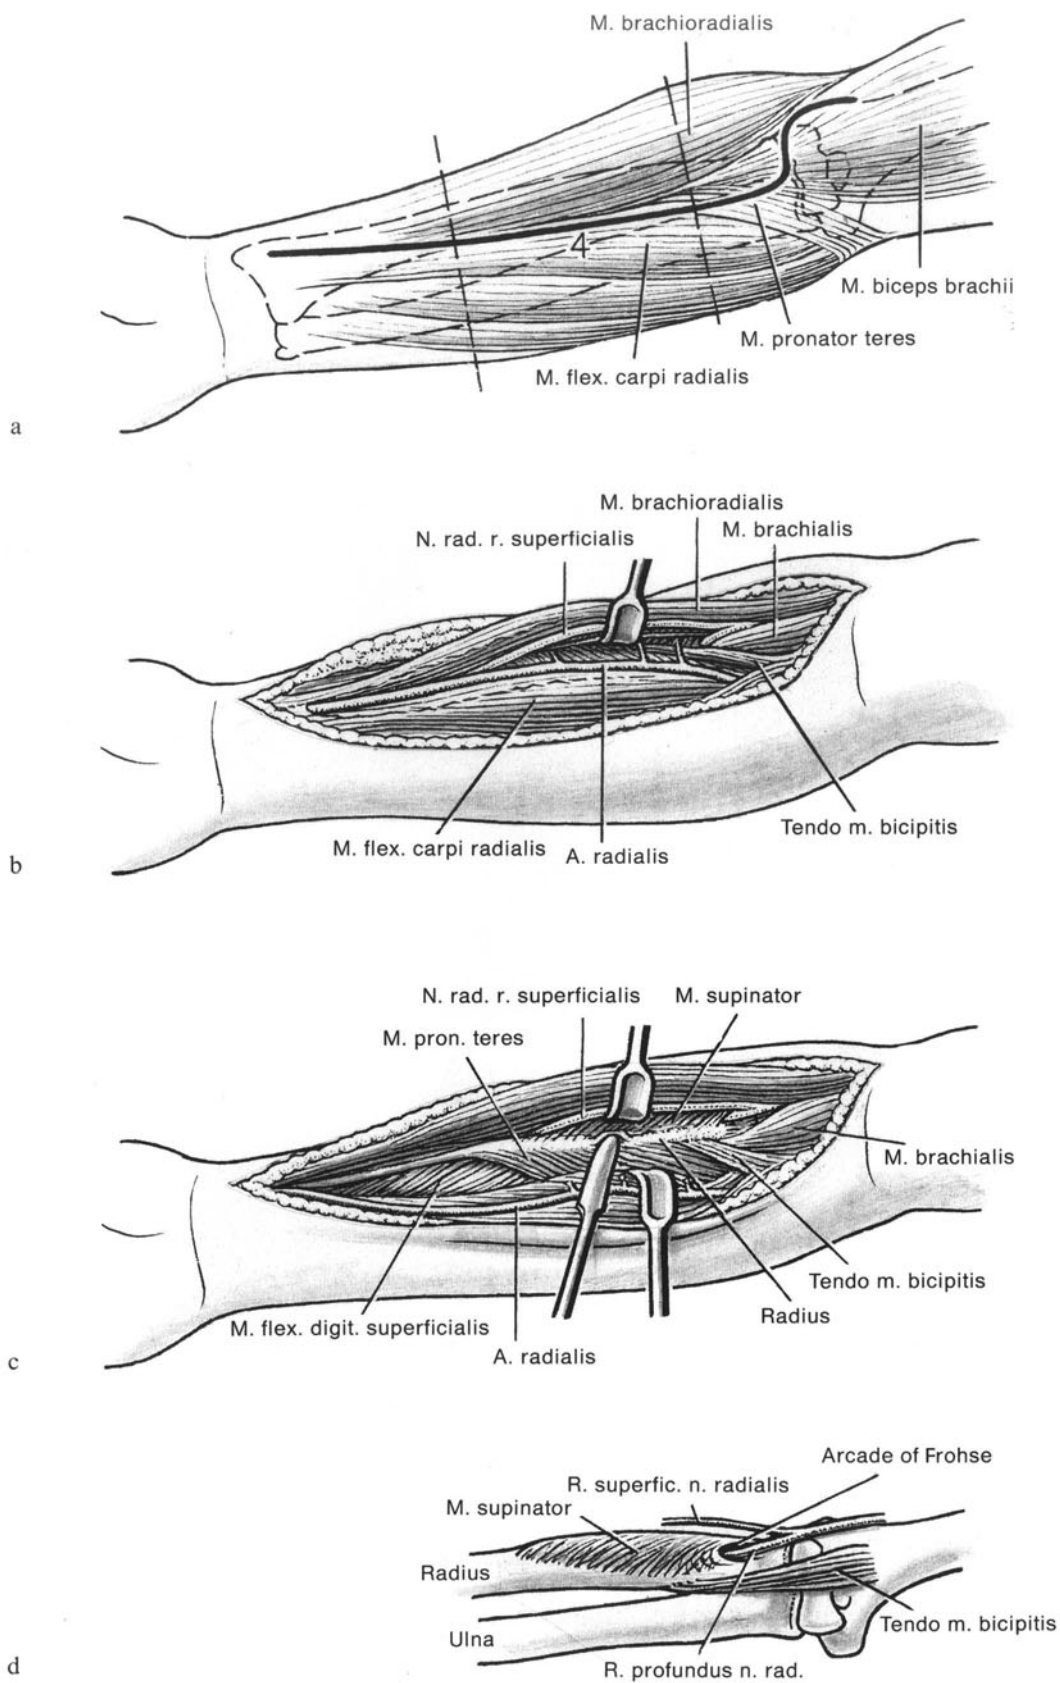 M. brachioradialis
4
M. biceps brachii
M. pronator teres
M. flex. carpi radialis
a
M. brachioradialis
M. brachialis
N. rad. r. superficialis
Tendo m. bicipitis
M. flex. carpi radialis
A. radialis
b
N. rad. r. superficialis
M. supinator
M. pron. teres
M. brachialis
Tendo m. bicipitis
Radius
M. flex. digit. superficialis
A. radialis
c
Arcade of Frohse
R. superfic. n. radialis
M. supinator
Radius
Tendo m. bicipitis
Ulna
R. profundus n. rad.
d